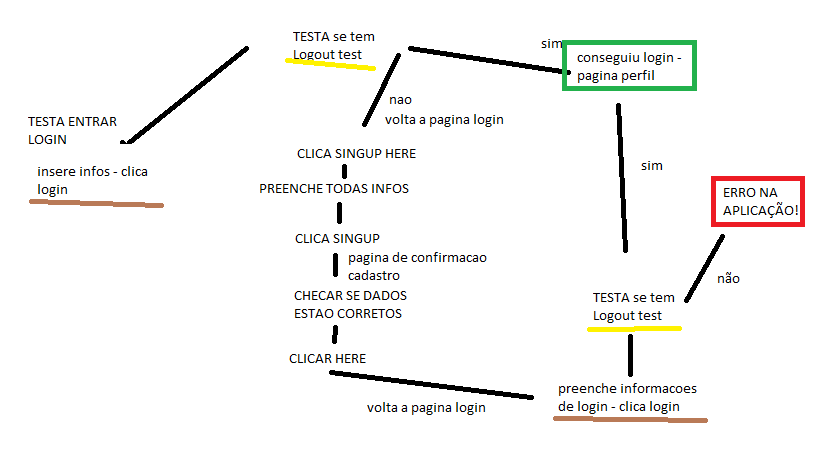 TESTA ENTRAR
LOGIN
insere infos - clica
login
TESTA se tem
Logout test
sim
conseguiu login -
pagina perfil
nao
volta a pagina login
CLICA SINGUP HERE
PREENCHE TODAS INFOS
CLICA SINGUP
pagina de confirmacao
cadastro
CHECAR SE DADOS
ESTAO CORRETOS
CLICAR HERE
volta a pagina login
preenche informacoes
de login - clica login
TESTA se tem
Logout test
sim
não
ERRO NA
APLICAÇÃO!